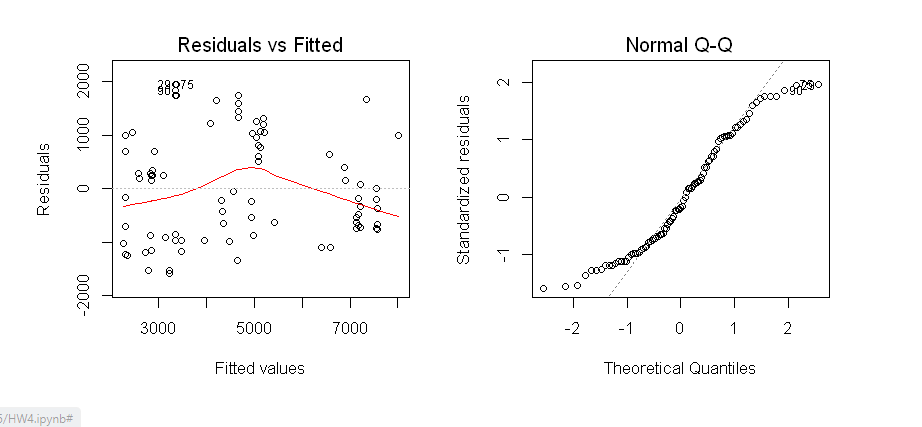 Residuals vs Fitted
2000
1000
0
-2000
Residuals
3000
5000
7000
Fitted values
Normal Q-Q
2
1
0
-1
Standardized residuals
-2
-1
0
1
2
Theoretical Quantiles
5/HW4.ipynb#